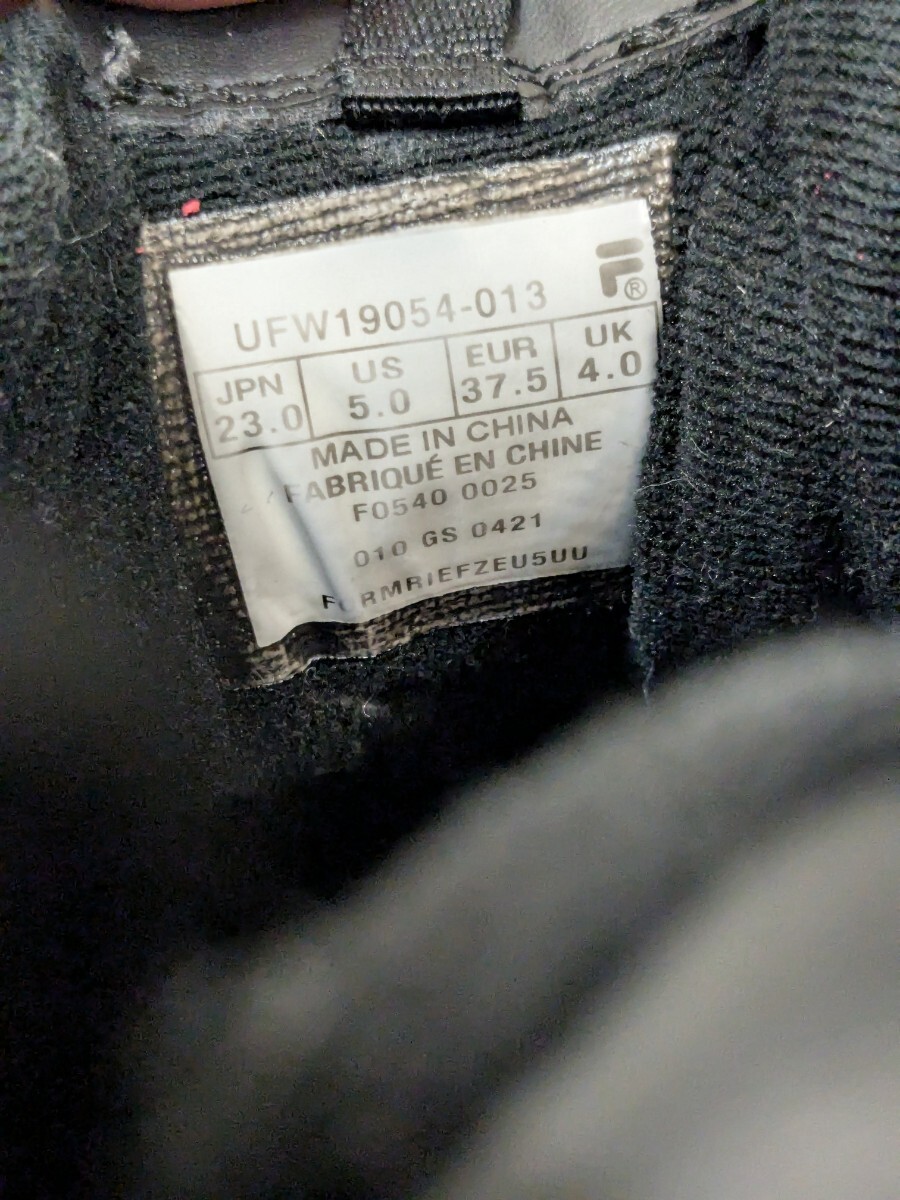 UFW19054-013
JPN US EUR UK
23.0 5.0 37.5 4.0
MADE IN CHINA
FABRIQUÉ EN CHINE
F0540 0025
010 GS 0421